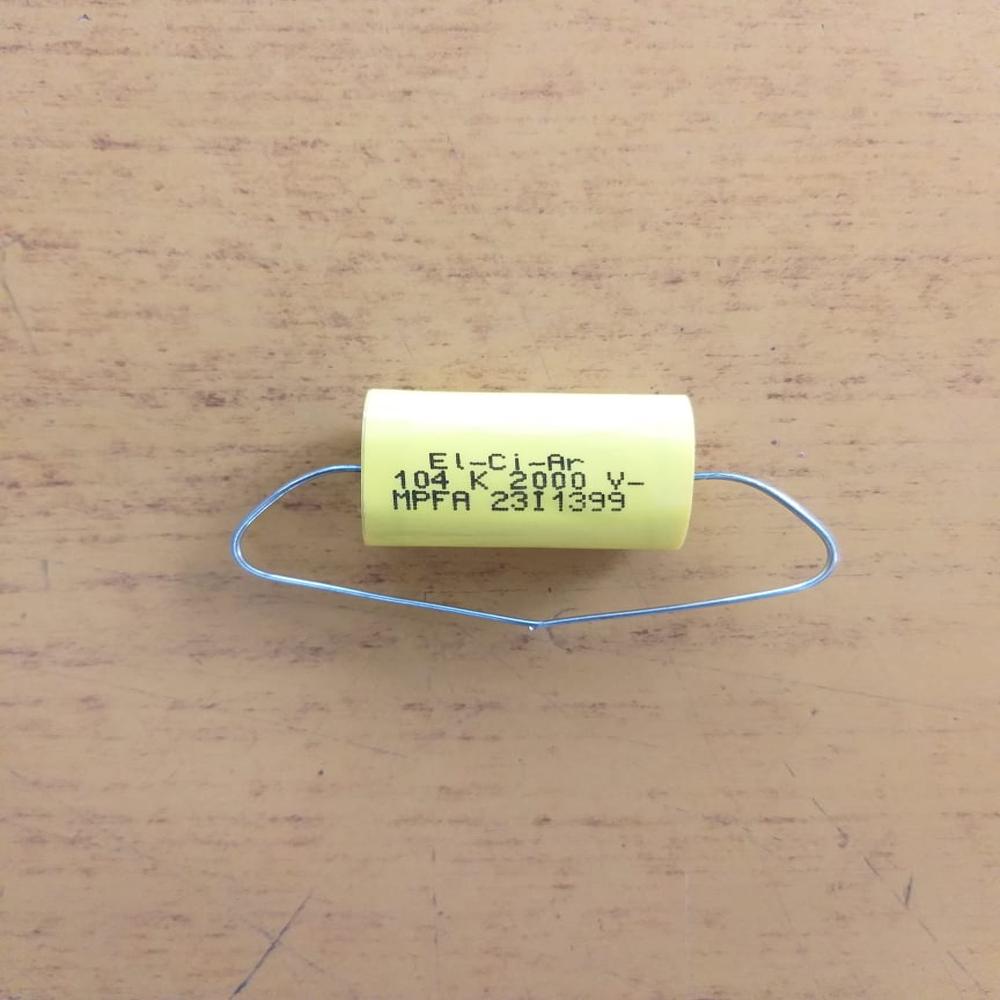 El-Ci-Ar
104 K 2000 V-
MPFA 23I1399